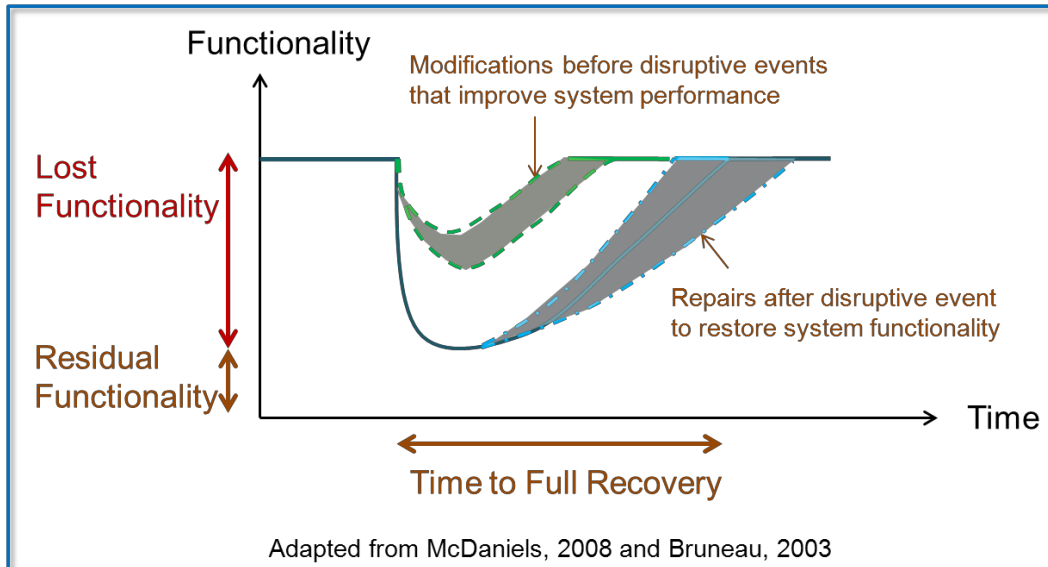 Functionality
Modifications before disruptive events
that improve system performance
Lost
Functionality
Repairs after disruptive event
to restore system functionality
Residual
Functionality
Time
Time to Full Recovery
Adapted from McDaniels, 2008 and Bruneau, 2003